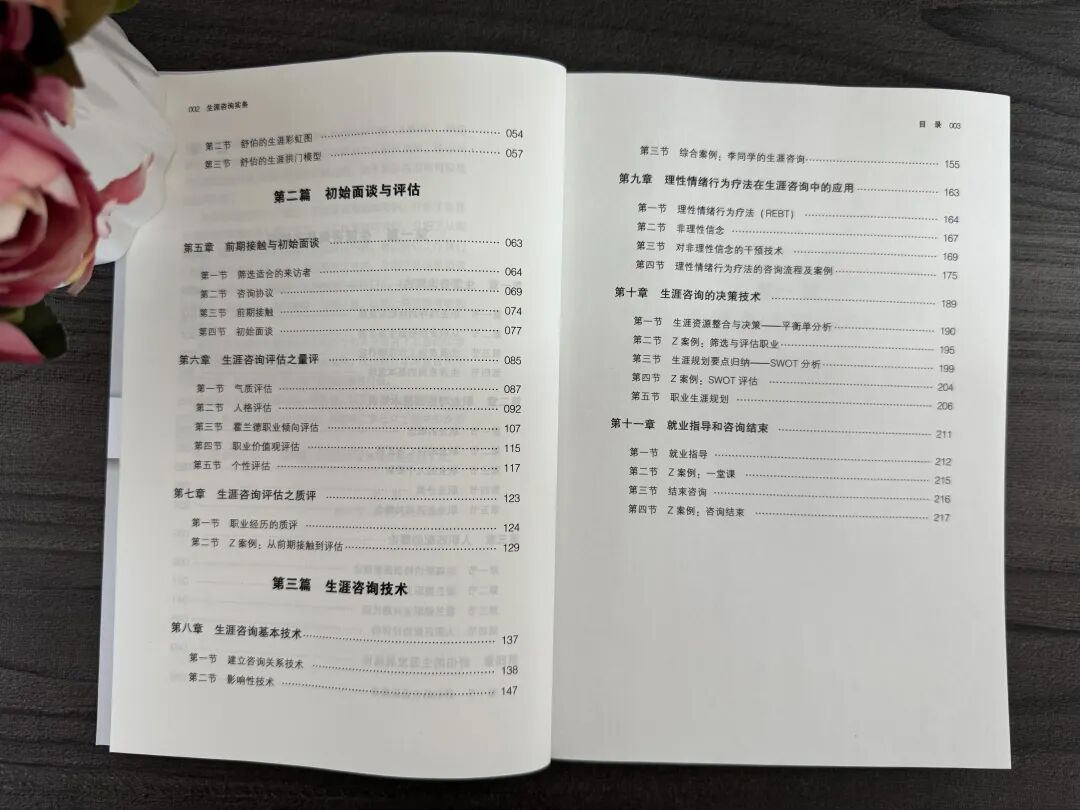 002 生涯咨询实务
第二节 舒伯的生涯彩虹图 054
第三节 舒伯的生涯拱门模型 057
第二篇 初始面谈与评估
第五章 前期接触与初始面谈 063
第一节 筛选适合的来访者 064
第二节 咨询协议 069
第三节 前期接触 074
第四节 初始面谈 077
第六章 生涯咨询评估之量评 085
第一节 气质评估 087
第二节 人格评估 092
第三节 霍兰德职业倾向评估 107
第四节 职业价值观评估 115
第五节 个性评估 117
第七章 生涯咨询评估之质评 123
第一节 职业经历的质评 124
第二节 Z案例：从前期接触到评估 129
第三篇 生涯咨询技术
第八章 生涯咨询基本技术 137
第一节 建立咨询关系技术 138
第二节 影响性技术 147
目 录 003
第三节 综合案例：李同学的生涯咨询 155
第九章 理性情绪行为疗法在生涯咨询中的应用 163
第一节 理性情绪行为疗法（REBT） 164
第二节 非理性信念 167
第三节 对非理性信念的干预技术 169
第四节 理性情绪行为疗法的咨询流程及案例 175
第十章 生涯咨询的决策技术 189
第一节 生涯资源整合与决策——平衡单分析 190
第二节 Z案例：筛选与评估职业 195
第三节 生涯规划要点归纳——SWOT分析 199
第四节 Z案例：SWOT评估 204
第五节 职业生涯规划 206
第十一章 就业指导和咨询结束 211
第一节 就业指导 212
第二节 Z案例：一堂课 215
第三节 结束咨询 216
第四节 Z案例：咨询结束 217